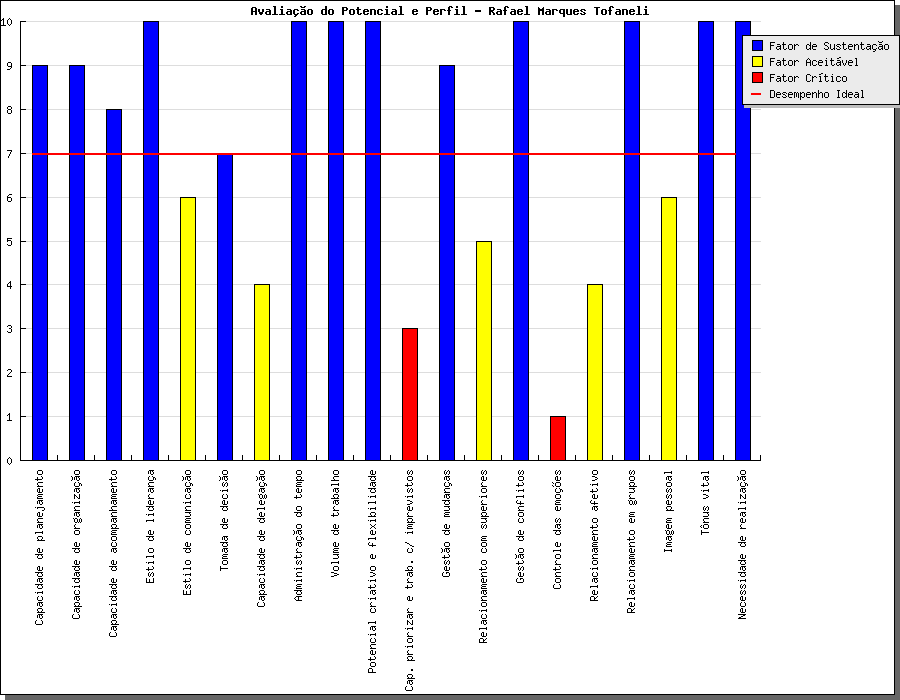 Avaliação do Potencial e Perfil - Rafael Marques Tofaneli
Fator de Sustentação
Fator Aceitável
Fator Crítico
Desempenho Ideal
10
9
8
7
6
5
4
3
2
1
0
Capacidade de planejamento
Capacidade de organização
Capacidade de acompanhamento
Estilo de liderança
Estilo de comunicação
Tomada de decisão
Capacidade de delegação
Administração do tempo
Volume de trabalho
Potencial criativo e flexibilidade
Cap. priorizar e trab. c/ imprevistos
Gestão de mudanças
Relacionamento com superiores
Gestão de conflitos
Controle das emoções
Relacionamento afetivo
Relacionamento em grupos
Imagem pessoal
Tônus vital
Necessidade de realização